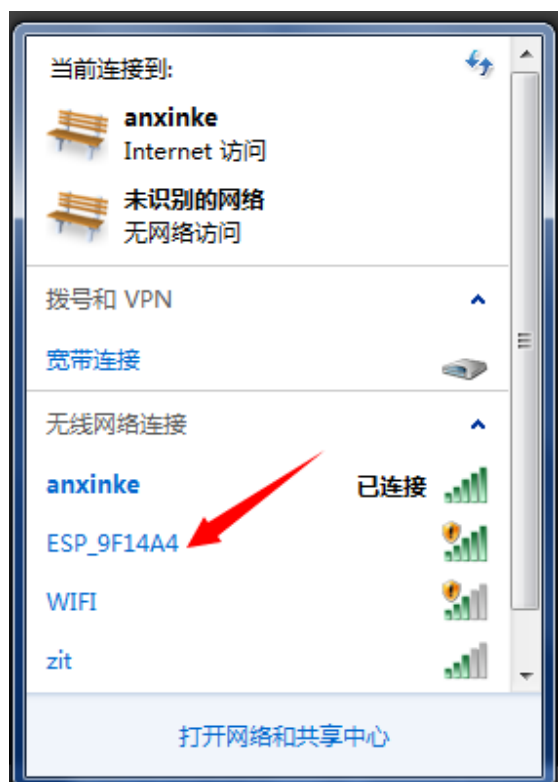 当前连接到:
anxinke
Internet 访问
未识别的网络
无网络访问
拨号和 VPN
宽带连接
无线网络连接
anxinke 已连接
ESP_9F14A4
WIFI
zit
打开网络和共享中心